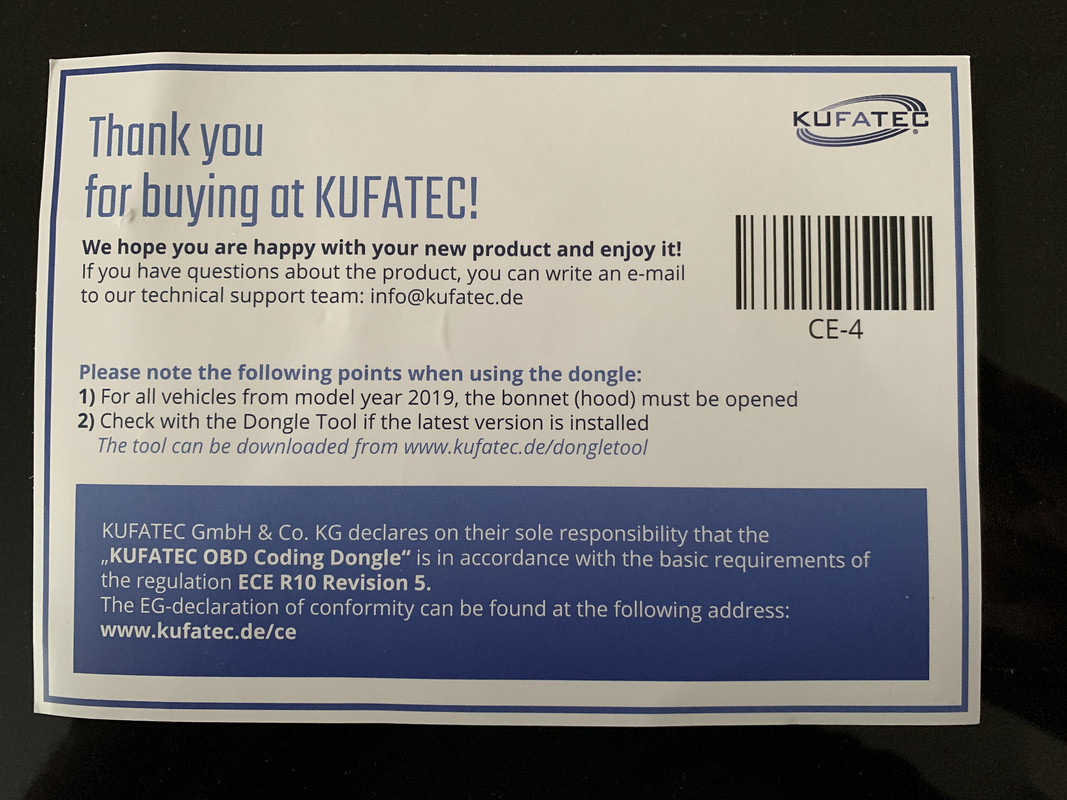 Thank you
for buying at KUFATEC!
We hope you are happy with your new product and enjoy it!
If you have questions about the product, you can write an e-mail
to our technical support team: info@kufatec.de
KUFATEC®
CE-4
Please note the following points when using the dongle:
1) For all vehicles from model year 2019, the bonnet (hood) must be opened
2) Check with the Dongle Tool if the latest version is installed
The tool can be downloaded from www.kufatec.de/dongletool
KUFATEC GmbH & Co. KG declares on their sole responsibility that the
„KUFATEC OBD Coding Dongle“ is in accordance with the basic requirements of
the regulation ECE R10 Revision 5.
The EG-declaration of conformity can be found at the following address:
www.kufatec.de/ce